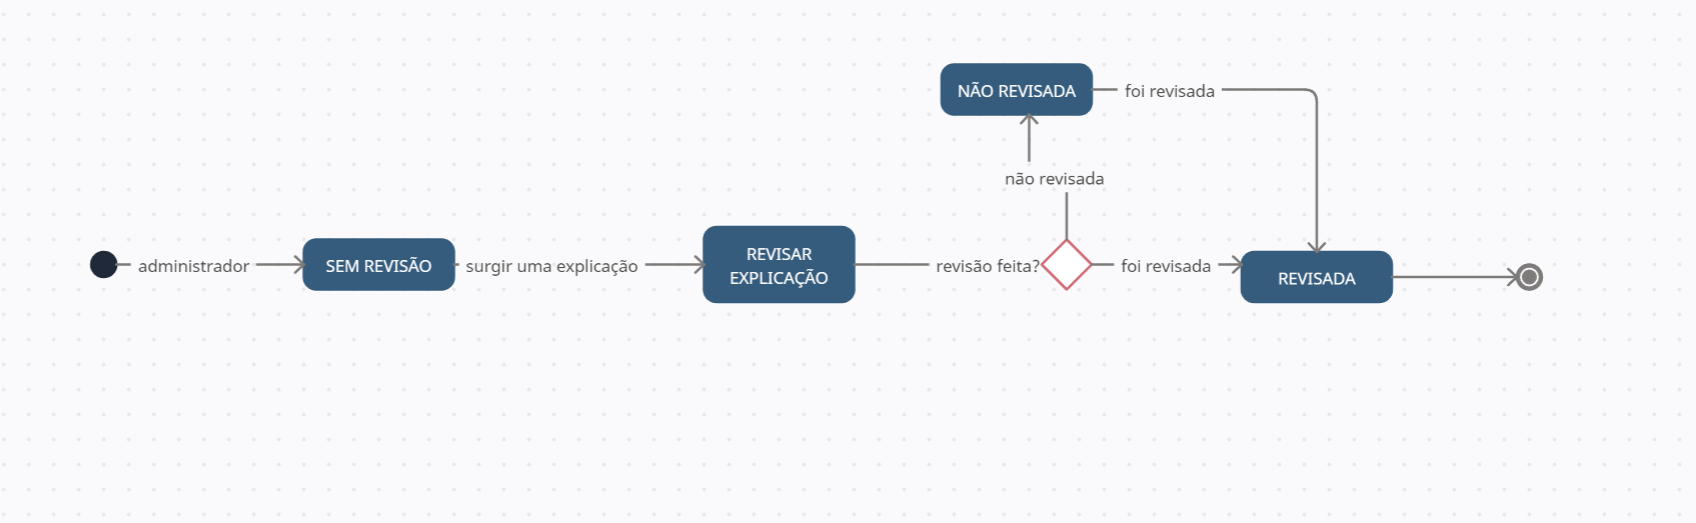 NÃO REVISADA
foi revisada
não revisada
administrador
SEM REVISÃO
surgir uma explicação
REVISAR
EXPLICAÇÃO
revisão feita?
foi revisada
REVISADA